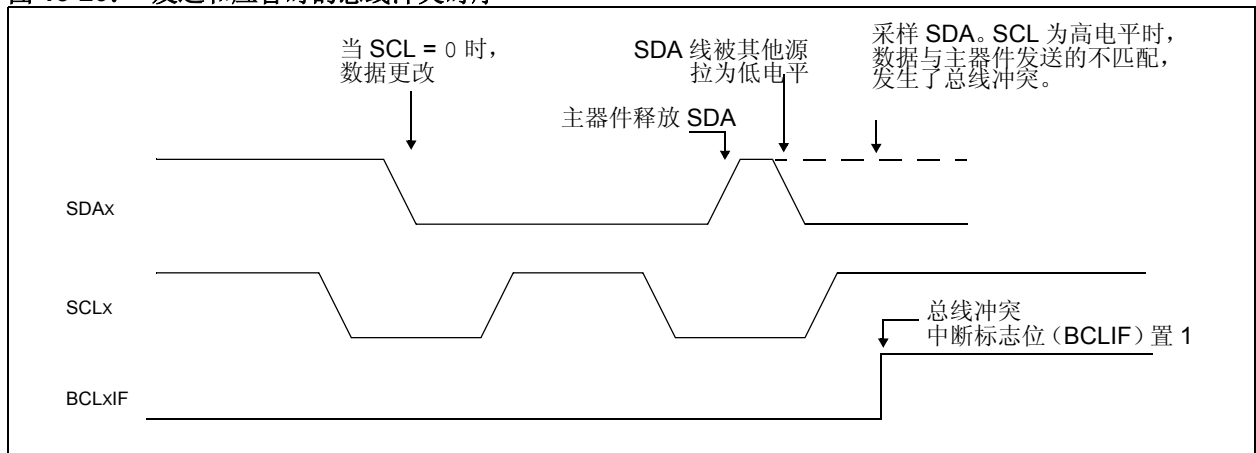 当 SCL = 0 时，
数据更改
SDA 线被其他源
拉为低电平
采样 SDA。SCL 为高电平时，
数据与主器件发送的不匹配，
发生了总线冲突。
主器件释放 SDA
SDAx
SCLx
总线冲突
中断标志位（BCLIF）置 1
BCLxIF